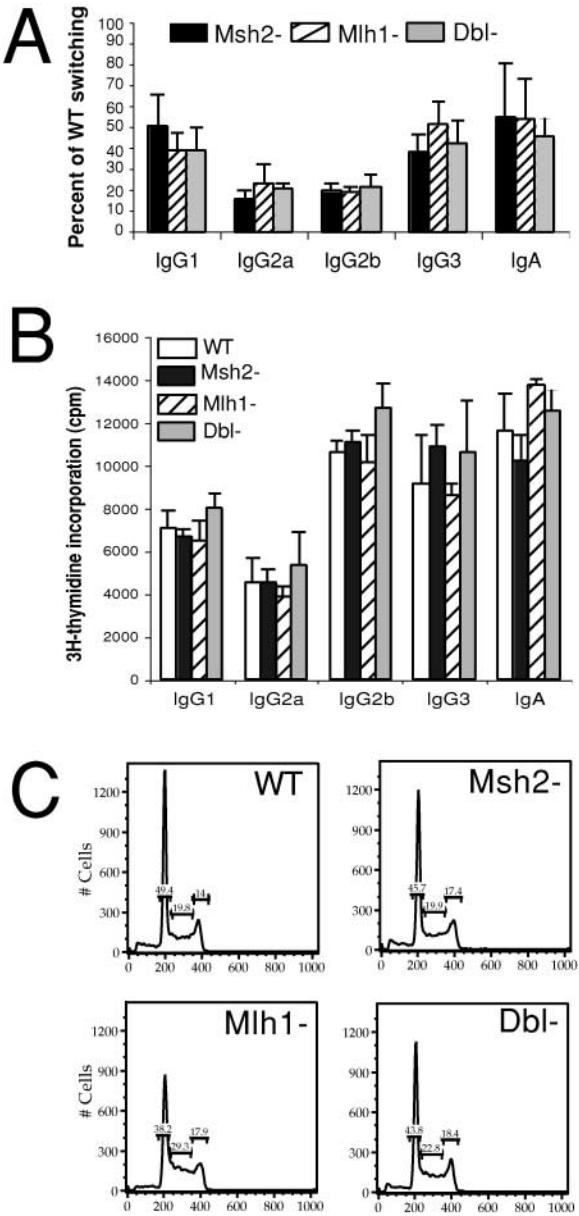 A
Msh2- Mlh1- Dbl-
Percent of WT switching
100
90
80
70
60
50
40
30
20
10
0
IgG1 IgG2a IgG2b IgG3 IgA
B
WT
Msh2-
Mlh1-
Dbl-
3H-thymidine incorporation (cpm)
16000
14000
12000
10000
8000
6000
4000
2000
0
IgG1 IgG2a IgG2b IgG3 IgA
C
WT
# Cells
1200
900
600
300
0
49.4 19.8 14
0 200 400 600 800 1000
Msh2-
1200
900
600
300
0
45.7 19.9 17.4
0 200 400 600 800 1000
Mlh1-
# Cells
1200
900
600
300
0
38.2 29.3 17.9
0 200 400 600 800 1000
Dbl-
1200
900
600
300
0
43.8 22.8 18.4
0 200 400 600 800 1000